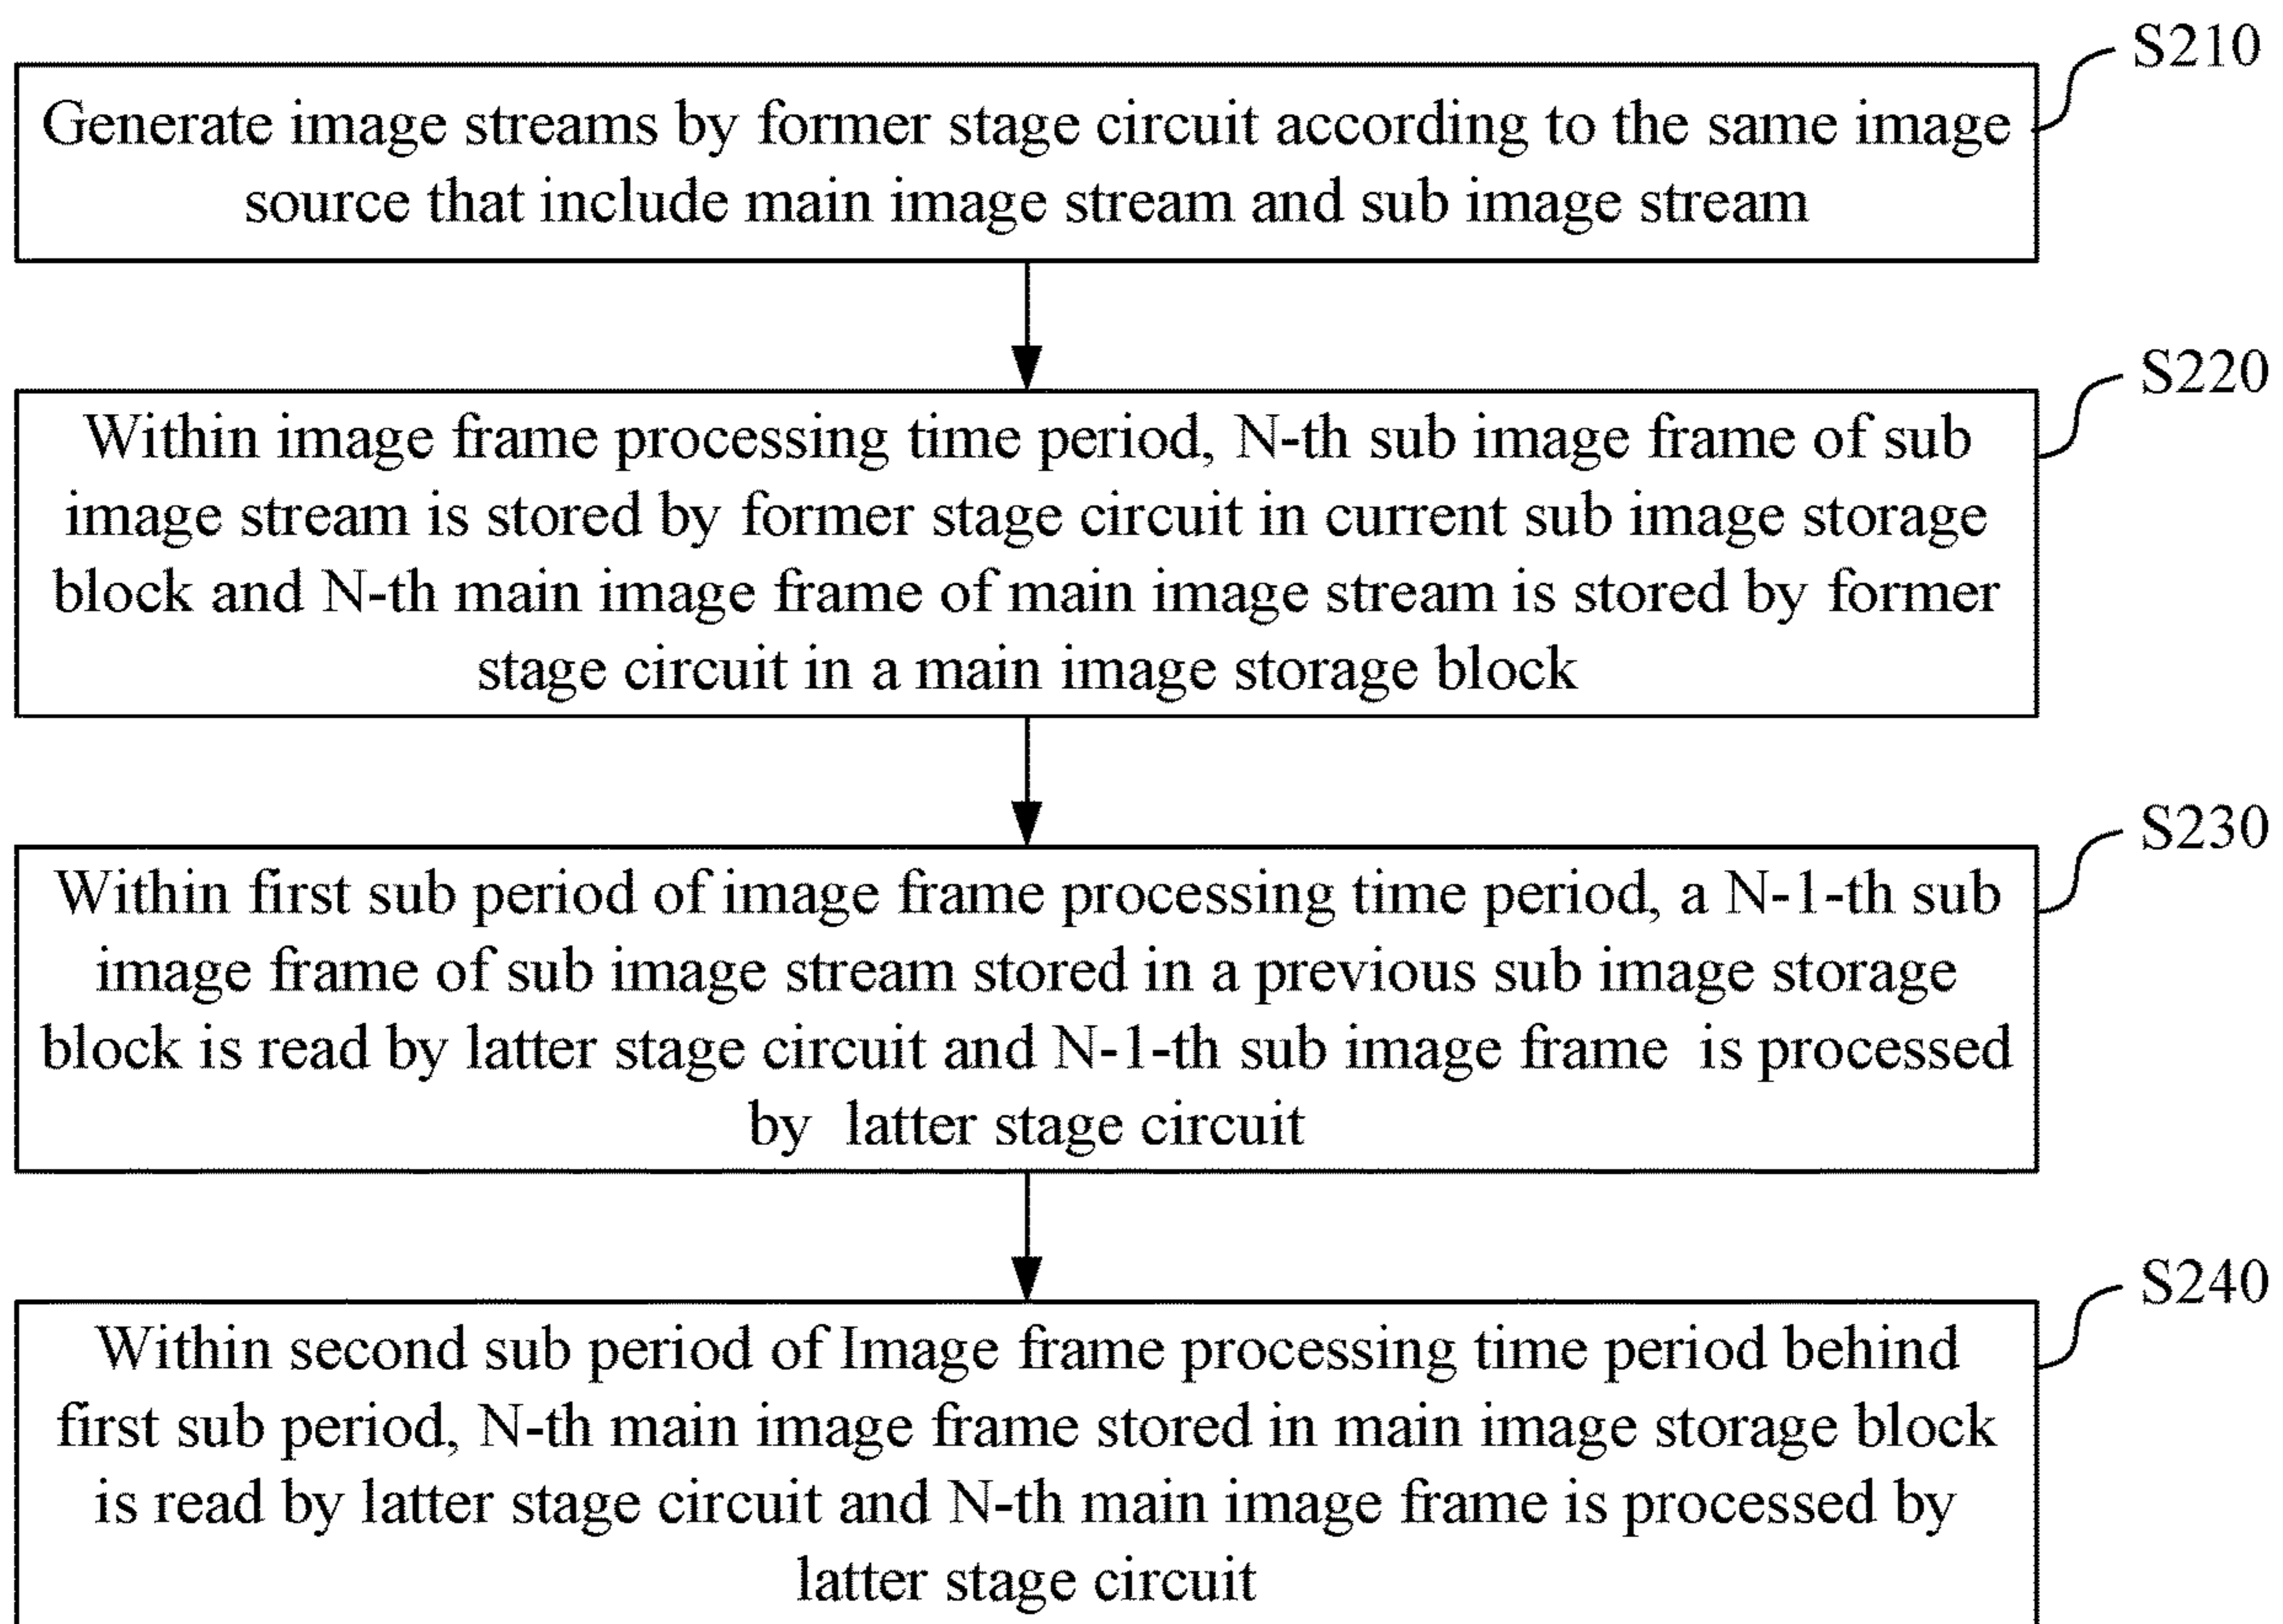 S210
Generate image streams by former stage circuit according to the same image
source that include main image stream and sub image stream
S220
Within image frame processing time period, N-th sub image frame of sub
image stream is stored by former stage circuit in current sub image storage
block and N-th main image frame of main image stream is stored by former
stage circuit in a main image storage block
S230
Within first sub period of image frame processing time period, a N-1-th sub
image frame of sub image stream stored in a previous sub image storage
block is read by latter stage circuit and N-1-th sub image frame is processed
by latter stage circuit
S240
Within second sub period of Image frame processing time period behind
first sub period, N-th main image frame stored in main image storage block
is read by latter stage circuit and N-th main image frame is processed by
latter stage circuit